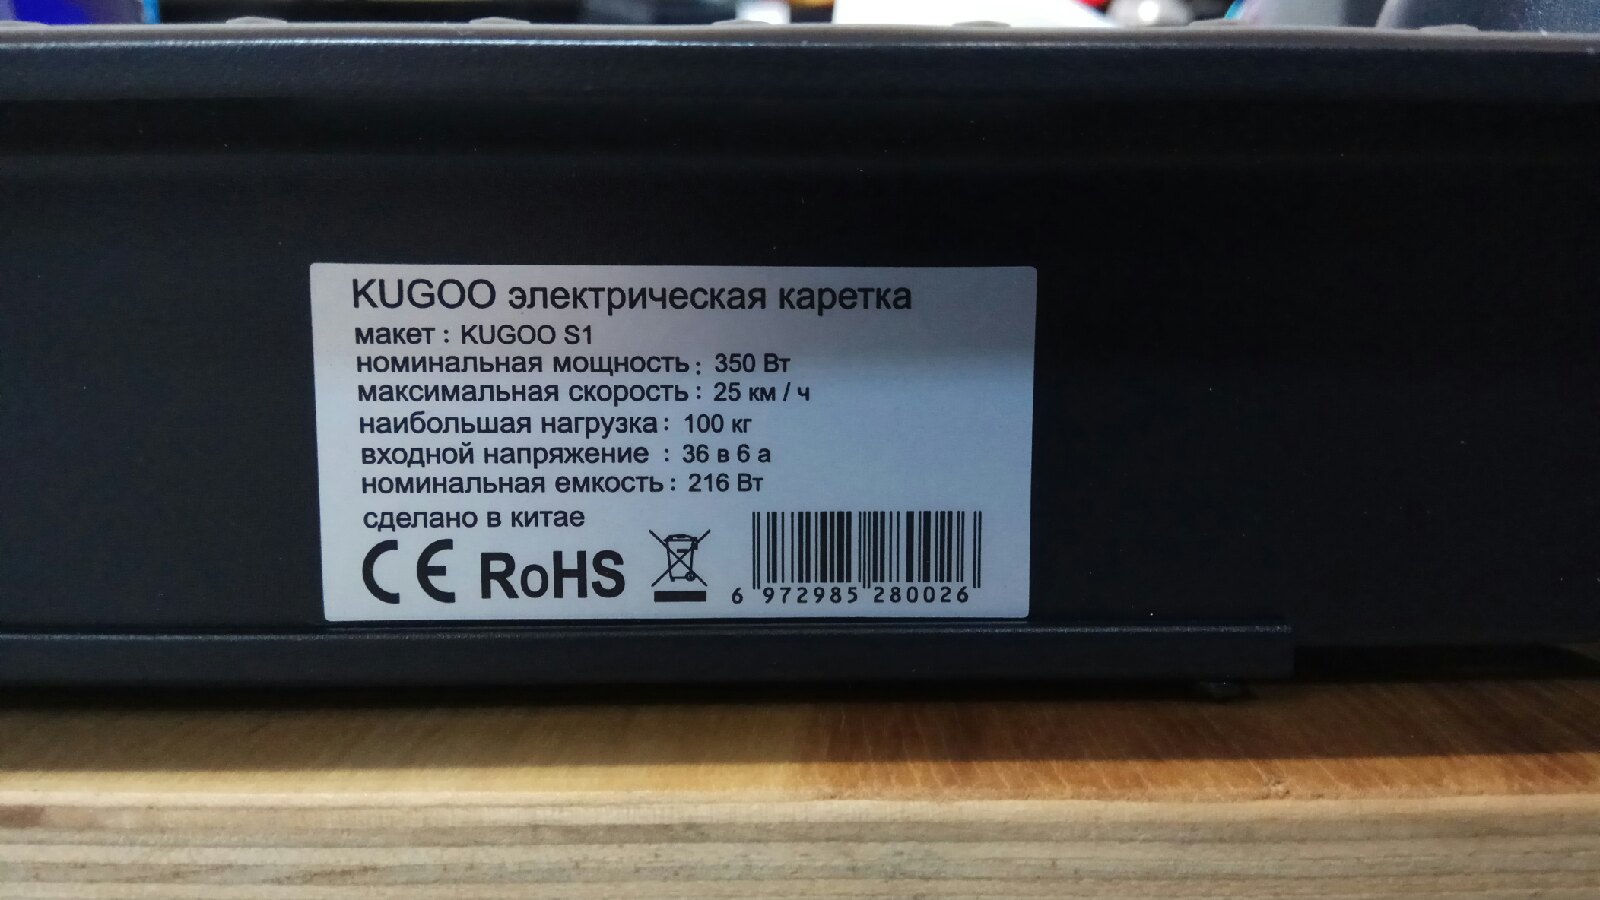 KUGOO электрическая каретка
макет : KUGOO S1
номинальная мощность : 350 Вт
максимальная скорость : 25 км / ч
наибольшая нагрузка : 100 кг
входной напряжение : 36 в 6 а
номинальная емкость : 216 Вт
сделано в китае
CE RoHS
6 972985 280026